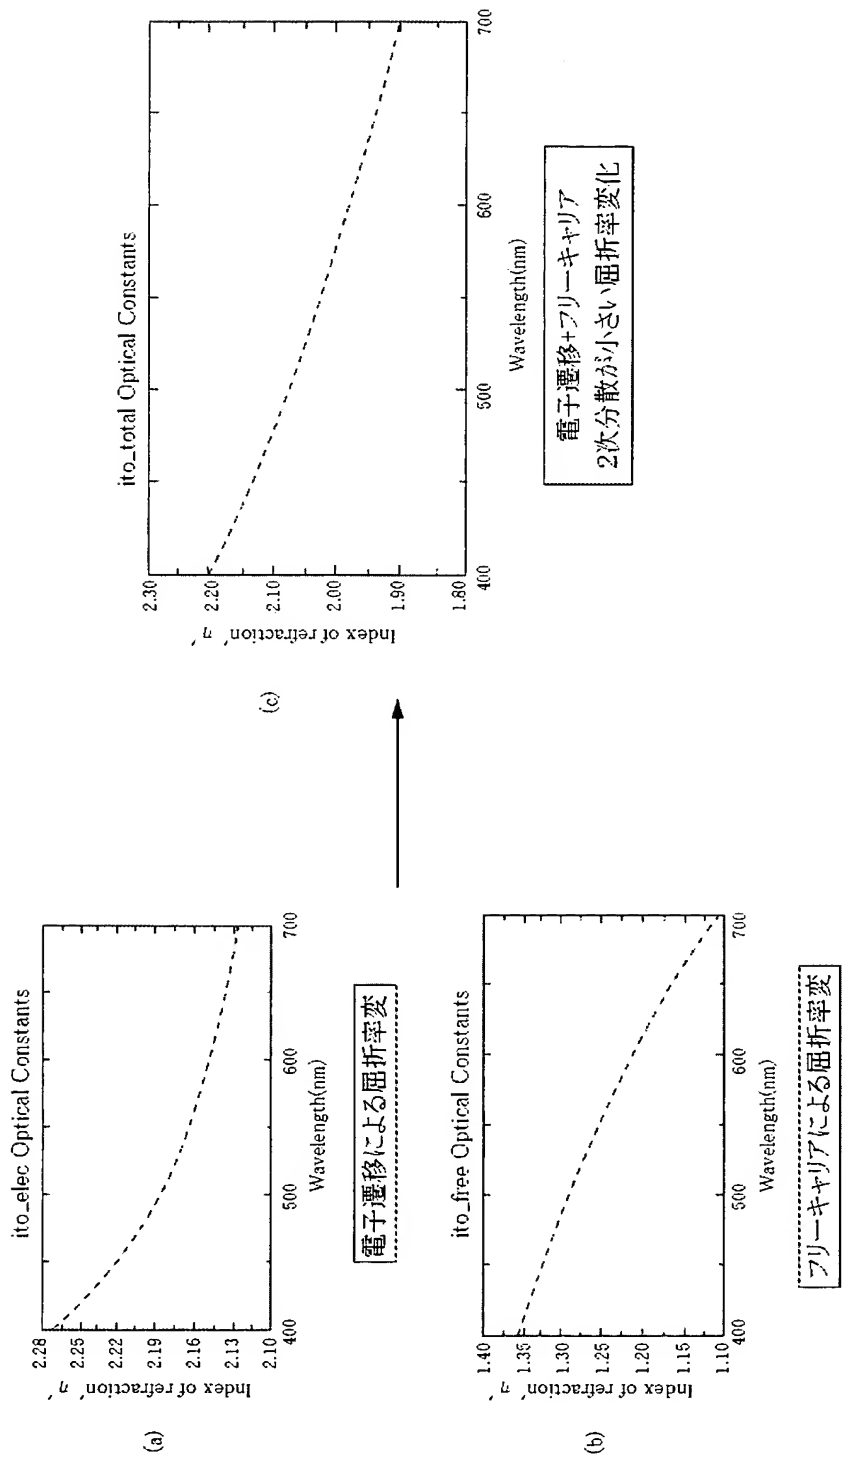 (a)
ito_elec Optical Constants
Index of refraction ' η '
2.28
2.25
2.22
2.19
2.16
2.13
2.10
400
500
600
700
Wavelength(nm)
電子遷移による屈折率変
(b)
ito_free Optical Constants
Index of refraction ' η '
1.40
1.35
1.30
1.25
1.20
1.15
1.10
400
500
600
700
Wavelength(nm)
フリーキャリアによる屈折率変
(c)
ito_total Optical Constants
Index of refraction ' η '
2.30
2.20
2.10
2.00
1.90
1.80
400
500
600
700
Wavelength(nm)
電子遷移+フリーキャリア
2次分散が小さい屈折率変化